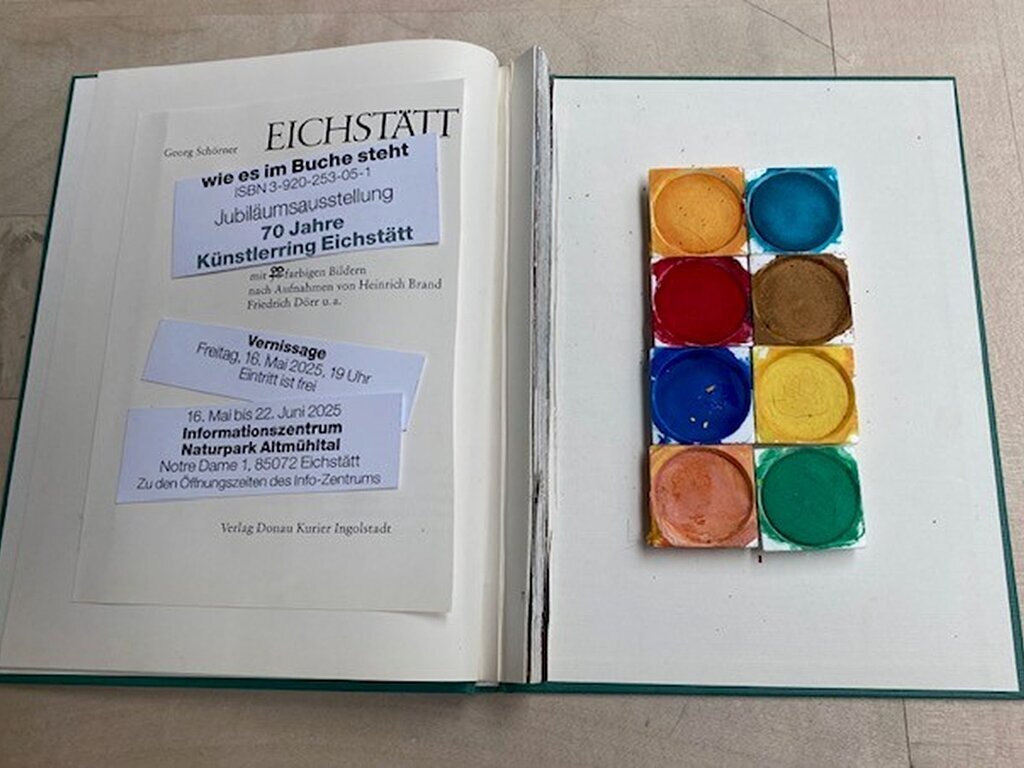 EICHSTÄTT
Georg Schörner
wie es im Buche steht
ISBN 3-920-253-05-1
Jubiläumsausstellung
70 Jahre
Künstlerring Eichstätt
mit farbigen Bildern
nach Aufnahmen von Heinrich Brand
Friedrich Dörr u.a.
Vernissage
Freitag, 16. Mai 2025, 19 Uhr
Eintritt ist frei
16. Mai bis 22. Juni 2025
Informationszentrum
Naturpark Altmühltal
Notre Dame 1, 85072 Eichstätt
Zu den Öffnungszeiten des Info-Zentrums
Verlag Donau Kurier Ingolstadt